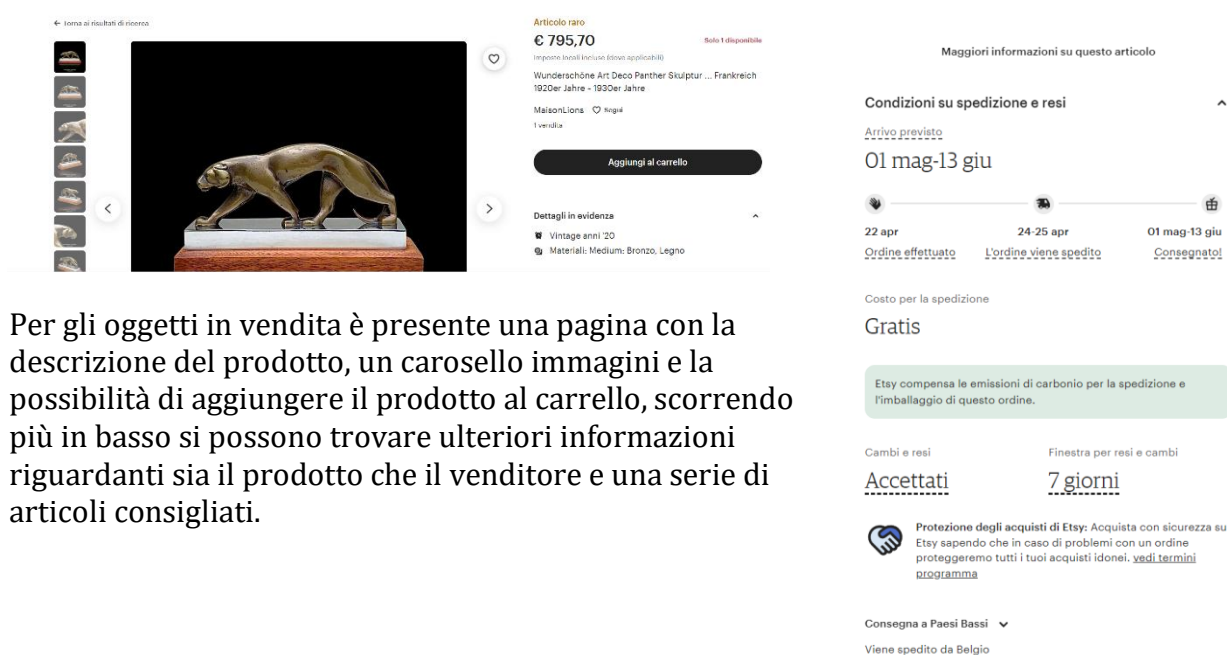 ← Torna ai risultati di ricerca
Articolo raro
€ 795,70
Solo 1 disponibile
Imposte locali incluse (dove applicabili)
Wunderschöne Art Deco Panther Skulptur ... Frankreich
1920er Jahre - 1930er Jahre
MaisonLions ♡ Segui
1 vendita
Aggiungi al carrello
Dettagli in evidenza
Vintage anni '20
Materiali: Medium: Bronzo, Legno
Per gli oggetti in vendita è presente una pagina con la
descrizione del prodotto, un carosello immagini e la
possibilità di aggiungere il prodotto al carrello, scorrendo
più in basso si possono trovare ulteriori informazioni
riguardanti sia il prodotto che il venditore e una serie di
articoli consigliati.
Maggiori informazioni su questo articolo
Condizioni su spedizione e resi
Arrivo previsto
01 mag-13 giu
22 apr 24-25 apr 01 mag-13 giu
Ordine effettuato L'ordine viene spedito Consegnato!
Costo per la spedizione
Gratis
Etsy compensa le emissioni di carbonio per la spedizione e
l'imballaggio di questo ordine.
Cambi e resi Finestra per resi e cambi
Accettati 7 giorni
Protezione degli acquisti di Etsy: Acquista con sicurezza su
Etsy sapendo che in caso di problemi con un ordine
proteggeremo tutti i tuoi acquisti idonei. vedi termini
programma
Consegna a Paesi Bassi
Viene spedito da Belgio